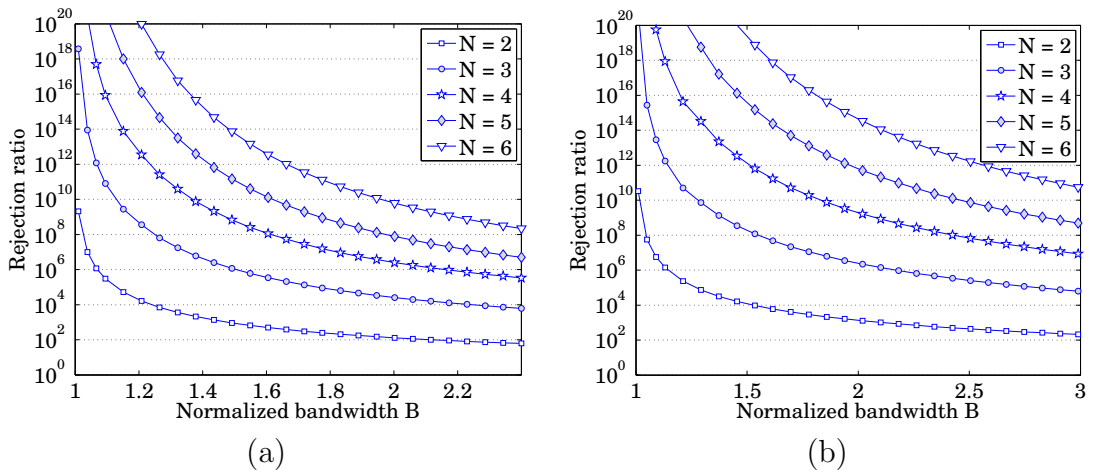 10^20
10^18
10^16
10^14
10^12
10^10
10^8
10^6
10^4
10^2
10^0
Rejection ratio
1
1.2
1.4
1.6
1.8
2
2.2
Normalized bandwidth B
N = 2
N = 3
N = 4
N = 5
N = 6
(a)
10^20
10^18
10^16
10^14
10^12
10^10
10^8
10^6
10^4
10^2
10^0
Rejection ratio
1
1.5
2
2.5
3
Normalized bandwidth B
N = 2
N = 3
N = 4
N = 5
N = 6
(b)